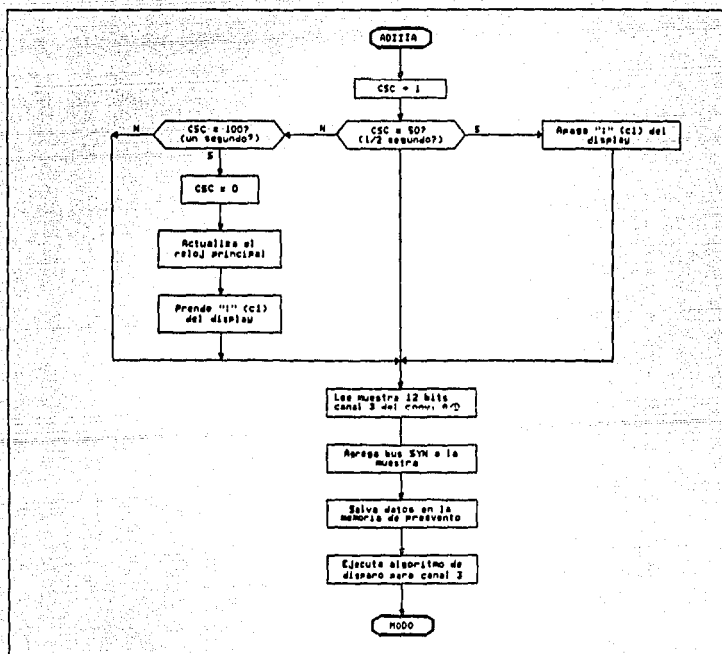 ADIIIA
CSC + 1
N
CSC = 100?
(un segundo?)
N
CSC = 50?
(1/2 segundo?)
S
Apaga "I" (c1) del
display
S
CSC = 0
Actualiza el
reloj principal
Prende "I" (c1)
del display
Lee muestra 12 bits
canal 3 del conv. A/D
Agrega bus SYN a la
muestra
Salva datos en la
memoria de preevento
Ejecuta algoritmo de
disparo para canal 3
MODO